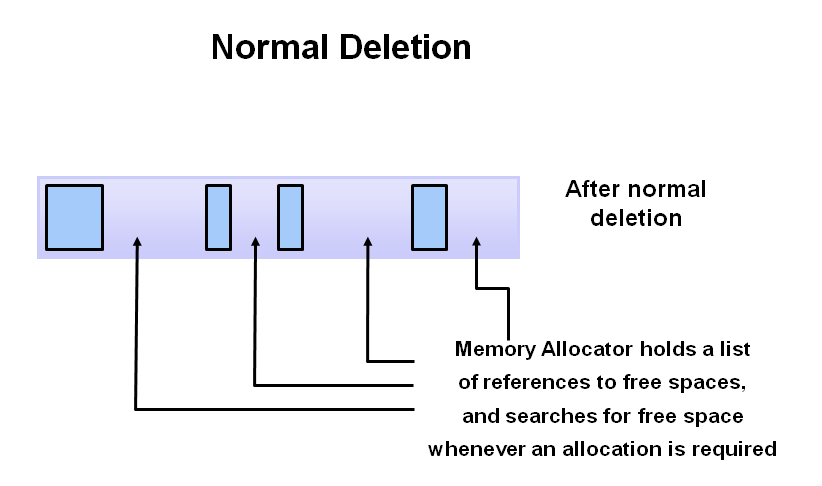 Normal Deletion
After normal
deletion
Memory Allocator holds a list
of references to free spaces,
and searches for free space
whenever an allocation is required